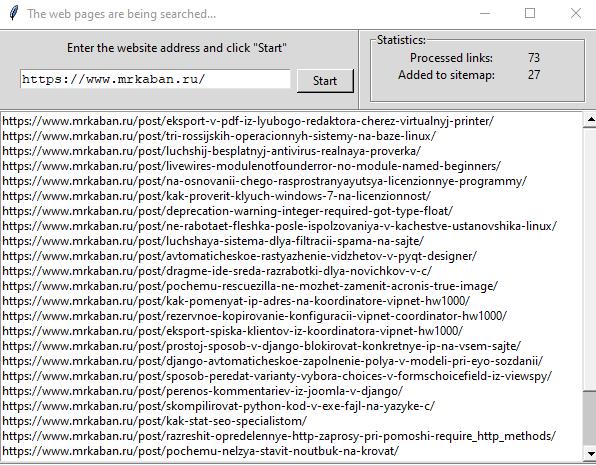 The web pages are being searched...
Enter the website address and click "Start"
https://www.mrkaban.ru/
Start
Statistics:
Processed links: 73
Added to sitemap: 27
https://www.mrkaban.ru/post/eksport-v-pdf-iz-lyubogo-redaktora-cherez-virtualnyj-printer/
https://www.mrkaban.ru/post/tri-rossijskih-operacionnyh-sistemy-na-baze-linux/
https://www.mrkaban.ru/post/luchshij-besplatnyj-antivirus-realnaya-proverka/
https://www.mrkaban.ru/post/livewires-modulenotfounderror-no-module-named-beginners/
https://www.mrkaban.ru/post/na-osnovanii-chego-rasprostranyayutsya-licenzionnye-programmy/
https://www.mrkaban.ru/post/kak-proverit-klyuch-windows-7-na-licenzionnost/
https://www.mrkaban.ru/post/deprecation-warning-integer-required-got-type-float/
https://www.mrkaban.ru/post/ne-rabotaet-fleshka-posle-ispolzovaniya-v-kachestve-ustanovshika-linux/
https://www.mrkaban.ru/post/luchshaya-sistema-dlya-filtracii-spama-na-sajte/
https://www.mrkaban.ru/post/avtomaticheskoe-rastyazhenie-vidzhetov-v-pyqt-designer/
https://www.mrkaban.ru/post/dragme-ide-sreda-razrabotki-dlya-novichkov-v-c/
https://www.mrkaban.ru/post/pochemu-rescuezilla-ne-mozhet-zamenit-acronis-true-image/
https://www.mrkaban.ru/post/kak-pomenyat-ip-adres-na-koordinatore-vipnet-hw1000/
https://www.mrkaban.ru/post/rezervnoe-kopirovanie-konfiguracii-vipnet-coordinator-hw1000/
https://www.mrkaban.ru/post/eksport-spiska-klientov-iz-koordinatora-vipnet-hw1000/
https://www.mrkaban.ru/post/prostoj-sposob-v-django-blokirovat-konkretnye-ip-na-vsem-sajte/
https://www.mrkaban.ru/post/django-avtomaticheskoe-zapolnenie-polya-v-modeli-pri-eyo-sozdanii/
https://www.mrkaban.ru/post/sposob-peredat-varianty-vybora-choices-v-formschoicefield-iz-viewspy/
https://www.mrkaban.ru/post/perenos-kommentariev-iz-joomla-v-django/
https://www.mrkaban.ru/post/skompilirovat-python-kod-v-exe-fajl-na-yazyke-c/
https://www.mrkaban.ru/post/kak-stat-seo-specialistom/
https://www.mrkaban.ru/post/razreshit-opredelennye-http-zaprosy-pri-pomoshi-require_http_methods/
https://www.mrkaban.ru/post/pochemu-nelzya-stavit-noutbuk-na-krovat/